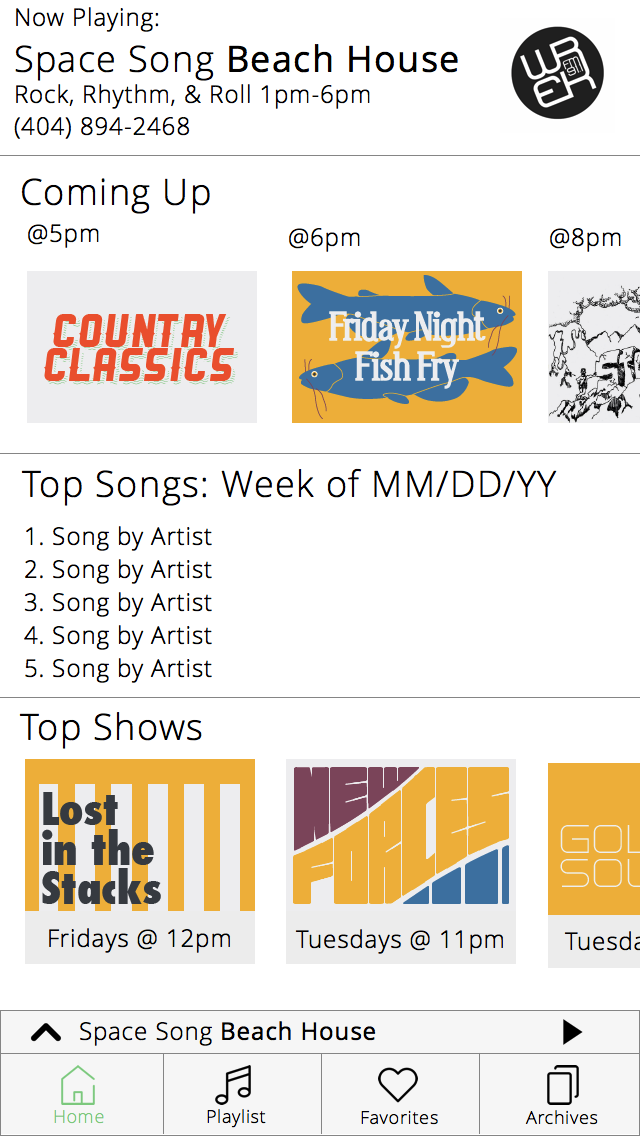 Now Playing:
Space Song Beach House
Rock, Rhythm, & Roll 1pm-6pm
(404) 894-2468
WREK
Coming Up
@5pm
@6pm
@8pm
COUNTRY
CLASSICS
Friday Night
Fish Fry
Top Songs: Week of MM/DD/YY
1. Song by Artist
2. Song by Artist
3. Song by Artist
4. Song by Artist
5. Song by Artist
Top Shows
Lost
in the
Stacks
NEW
FORCES
GOL
SOU
Fridays @ 12pm
Tuesdays @ 11pm
Tuesda
Space Song Beach House
Home
Playlist
Favorites
Archives